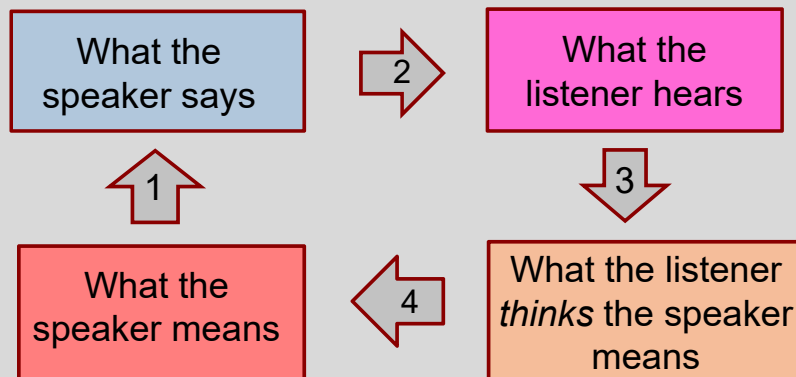 What the
speaker says
2
What the
listener hears
1
3
What the
speaker means
4
What the listener
thinks the speaker
means